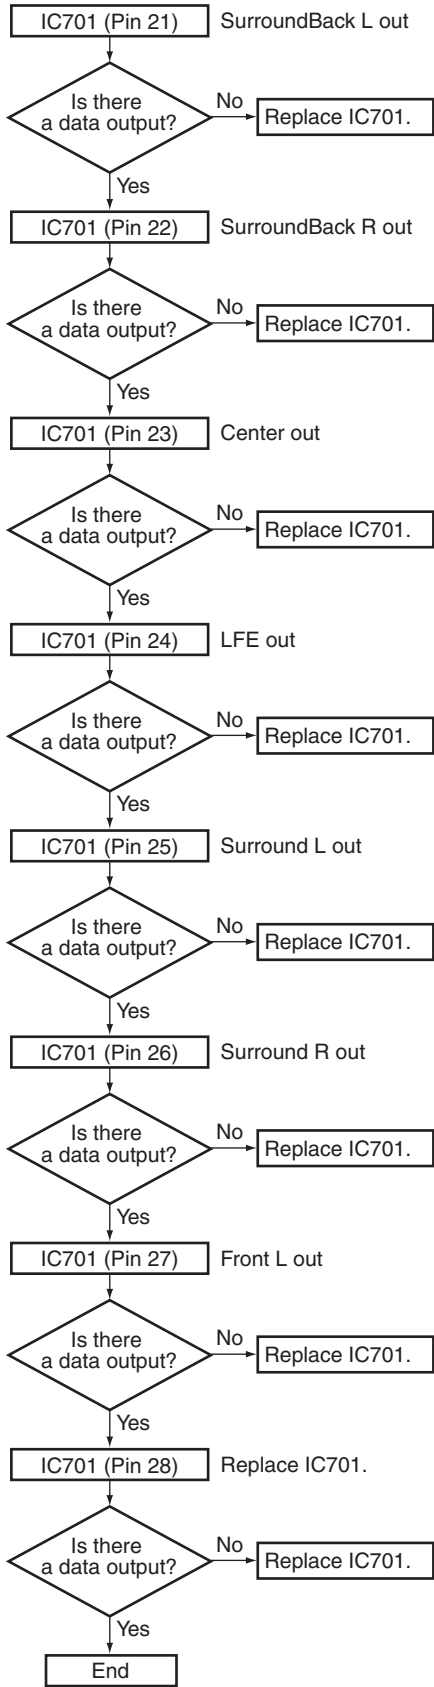 IC701 (Pin 21) SurroundBack L out
Is there
a data output?
No
Replace IC701.
Yes
IC701 (Pin 22) SurroundBack R out
Is there
a data output?
No
Replace IC701.
Yes
IC701 (Pin 23) Center out
Is there
a data output?
No
Replace IC701.
Yes
IC701 (Pin 24) LFE out
Is there
a data output?
No
Replace IC701.
Yes
IC701 (Pin 25) Surround L out
Is there
a data output?
No
Replace IC701.
Yes
IC701 (Pin 26) Surround R out
Is there
a data output?
No
Replace IC701.
Yes
IC701 (Pin 27) Front L out
Is there
a data output?
No
Replace IC701.
Yes
IC701 (Pin 28) Replace IC701.
Is there
a data output?
No
Replace IC701.
Yes
End